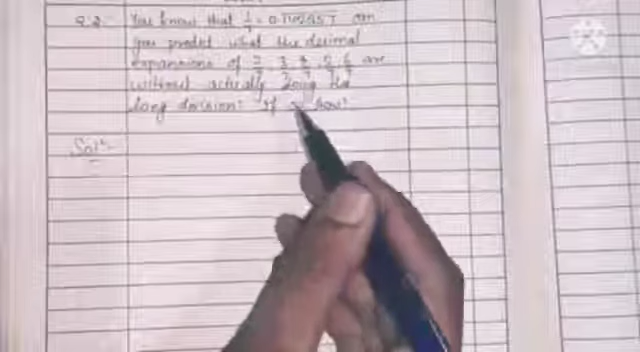 Q.2. You know that 1/7 = 0.142857 can
you predict what the decimal
expansions of 2/7, 3/7, 4/7, 5/7, 6/7 are
without actually doing the
long division? If so how?
Soln:-